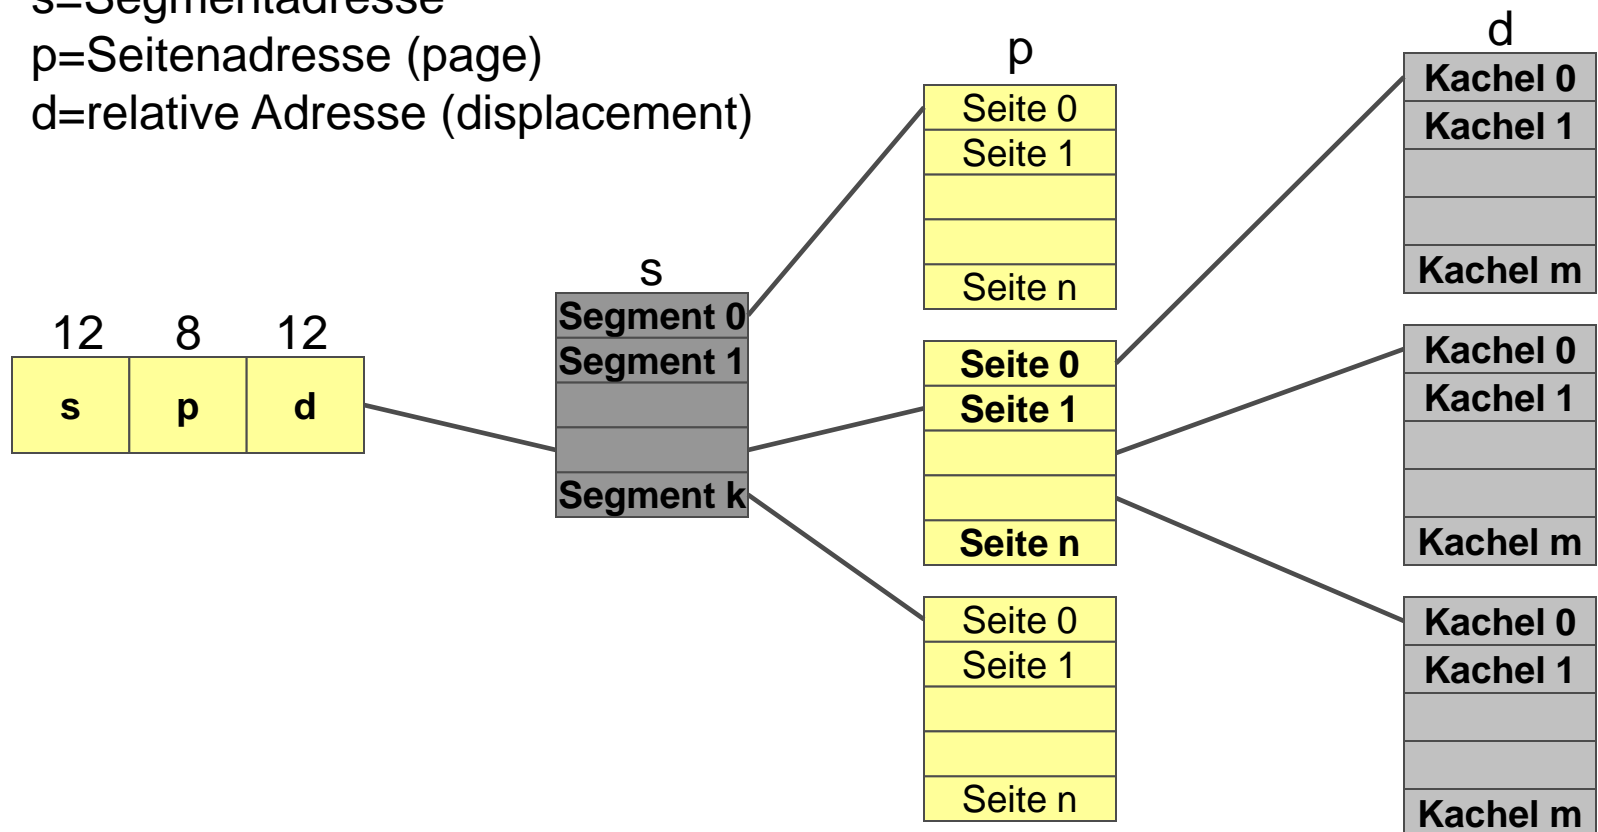 s=Segmentadresse
p=Seitenadresse (page)
d=relative Adresse (displacement)
12 8 12
s p d
s
Segment 0
Segment 1
Segment k
p
Seite 0
Seite 1
Seite n
Seite 0
Seite 1
Seite n
Seite 0
Seite 1
Seite n
d
Kachel 0
Kachel 1
Kachel m
Kachel 0
Kachel 1
Kachel m
Kachel 0
Kachel 1
Kachel m